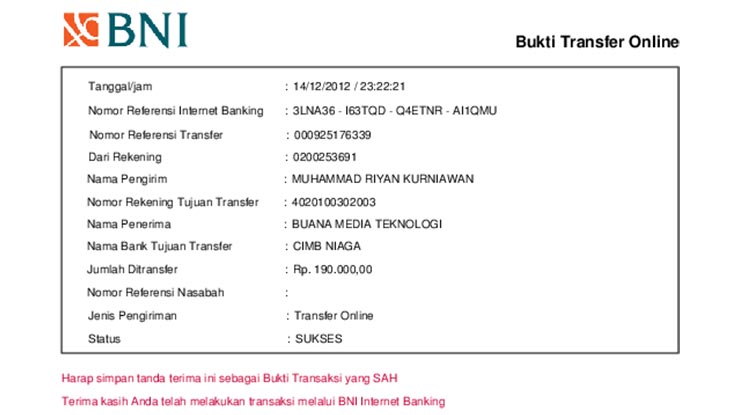 BNI
Bukti Transfer Online
Tanggal/jam : 14/12/2012 / 23:22:21
Nomor Referensi Internet Banking : 3LNA36 - I63TQD - Q4ETNR - AI1QMU
Nomor Referensi Transfer : 000925176339
Dari Rekening : 0200253691
Nama Pengirim : MUHAMMAD RIYAN KURNIAWAN
Nomor Rekening Tujuan Transfer : 4020100302003
Nama Penerima : BUANA MEDIA TEKNOLOGI
Nama Bank Tujuan Transfer : CIMB NIAGA
Jumlah Ditransfer : Rp. 190.000,00
Nomor Referensi Nasabah :
Jenis Pengiriman : Transfer Online
Status : SUKSES
Harap simpan tanda terima ini sebagai Bukti Transaksi yang SAH
Terima kasih Anda telah melakukan transaksi melalui BNI Internet Banking